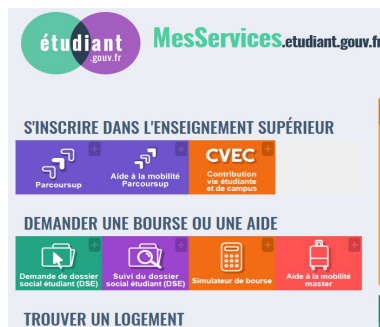 étudiant
.gouv.fr
MesServices.etudiant.gouv.fr
S'INSCRIRE DANS L'ENSEIGNEMENT SUPÉRIEUR
Parcoursup
Aide à la mobilité
Parcoursup
CVEC
Contribution
vie étudiante
et de campus
DEMANDER UNE BOURSE OU UNE AIDE
Demande de dossier
social étudiant (DSE)
Suivi du dossier
social étudiant (DSE)
Simulateur de bourse
Aide à la mobilité
master
TROUVER UN LOGEMENT